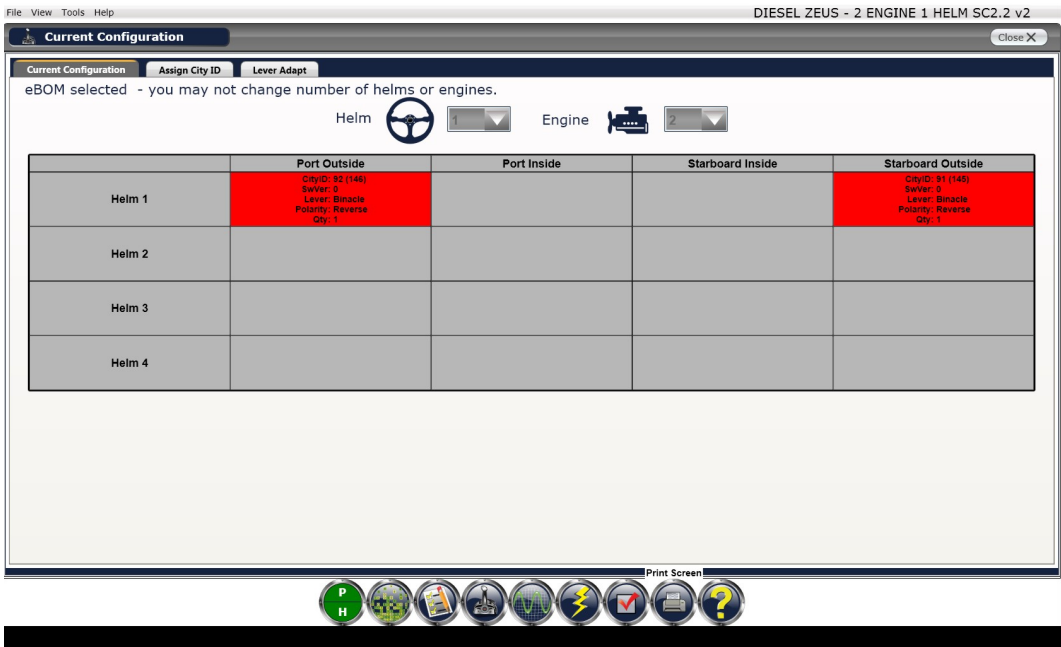 File View Tools Help
DIESEL ZEUS - 2 ENGINE 1 HELM SC2.2 v2
Current Configuration
Close X
Current Configuration Assign City ID Lever Adapt
eBOM selected - you may not change number of helms or engines.
Helm 1 Engine 2
Port Outside Port Inside Starboard Inside Starboard Outside
Helm 1
CityID: 92 (145)
SwVer: 0
Lever: Binacle
Polarity: Reverse
Qty: 1
CityID: 91 (145)
SwVer: 0
Lever: Binacle
Polarity: Reverse
Qty: 1
Helm 2
Helm 3
Helm 4
Print Screen
P
H
?